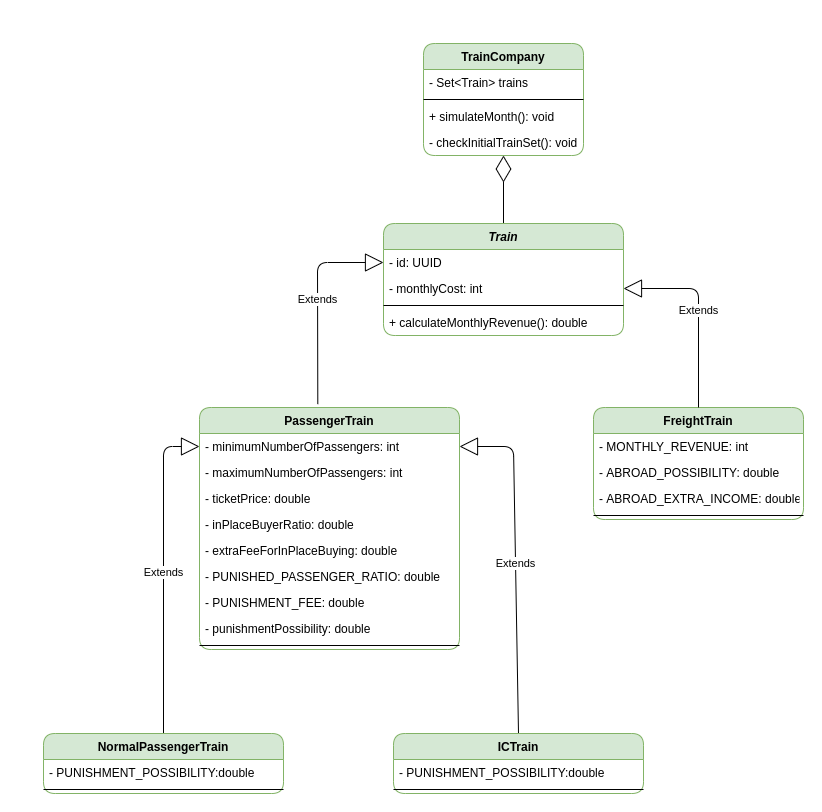 TrainCompany
- Set<Train> trains
+ simulateMonth(): void
- checkInitialTrainSet(): void
Train
- id: UUID
- monthlyCost: int
+ calculateMonthlyRevenue(): double
Extends
Extends
PassengerTrain
- minimumNumberOfPassengers: int
- maximumNumberOfPassengers: int
- ticketPrice: double
- inPlaceBuyerRatio: double
- extraFeeForInPlaceBuying: double
- PUNISHED_PASSENGER_RATIO: double
- PUNISHMENT_FEE: double
- punishmentPossibility: double
FreightTrain
- MONTHLY_REVENUE: int
- ABROAD_POSSIBILITY: double
- ABROAD_EXTRA_INCOME: double
Extends
Extends
NormalPassengerTrain
- PUNISHMENT_POSSIBILITY:double
ICTrain
- PUNISHMENT_POSSIBILITY:double